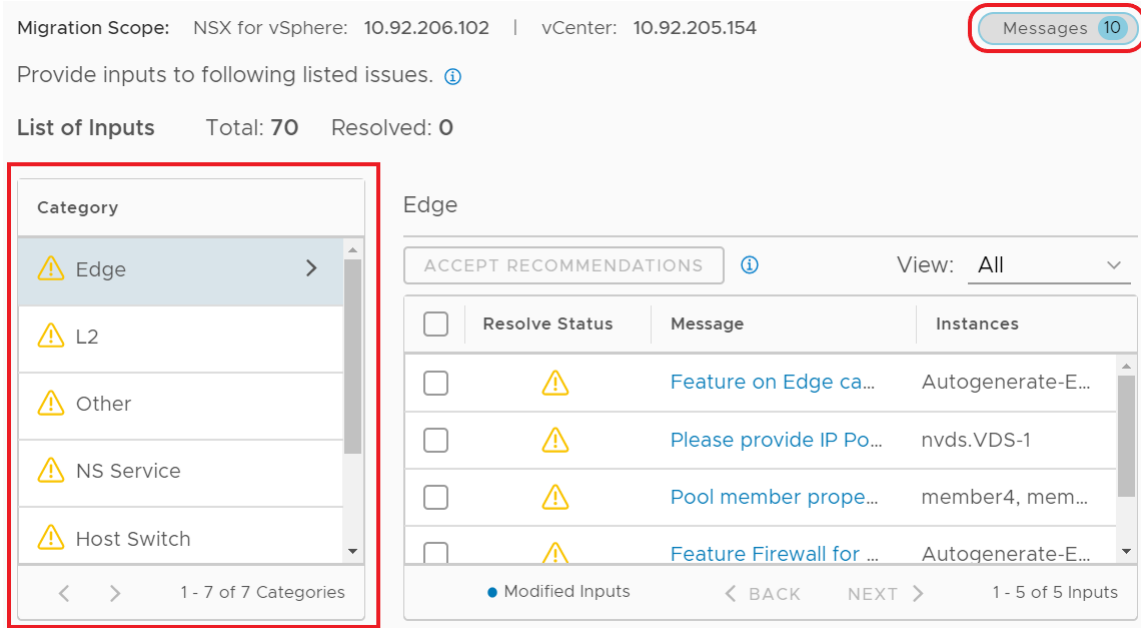 Migration Scope: NSX for vSphere: 10.92.206.102 | vCenter: 10.92.205.154
Messages 10
Provide inputs to following listed issues.
List of Inputs Total: 70 Resolved: 0
Category
Edge
L2
Other
NS Service
Host Switch
1 - 7 of 7 Categories
Edge
ACCEPT RECOMMENDATIONS
View: All
Resolve Status Message Instances
Feature on Edge ca... Autogenerate-E...
Please provide IP Po... nvds.VDS-1
Pool member prope... member4, mem...
Feature Firewall for ... Autogenerate-E...
Modified Inputs BACK NEXT 1 - 5 of 5 Inputs